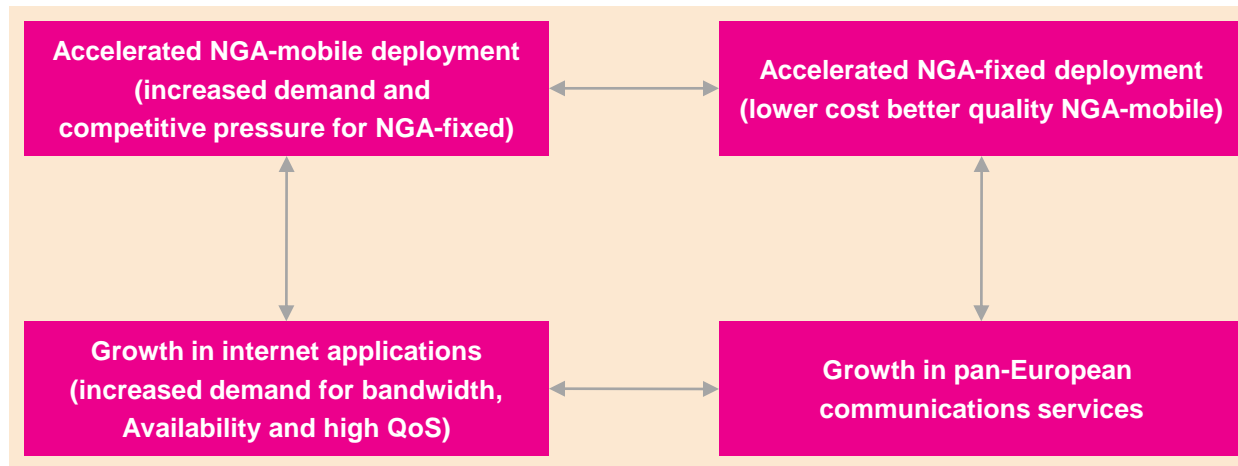 Accelerated NGA-mobile deployment
(increased demand and
competitive pressure for NGA-fixed)
Accelerated NGA-fixed deployment
(lower cost better quality NGA-mobile)
Growth in internet applications
(increased demand for bandwidth,
Availability and high QoS)
Growth in pan-European
communications services